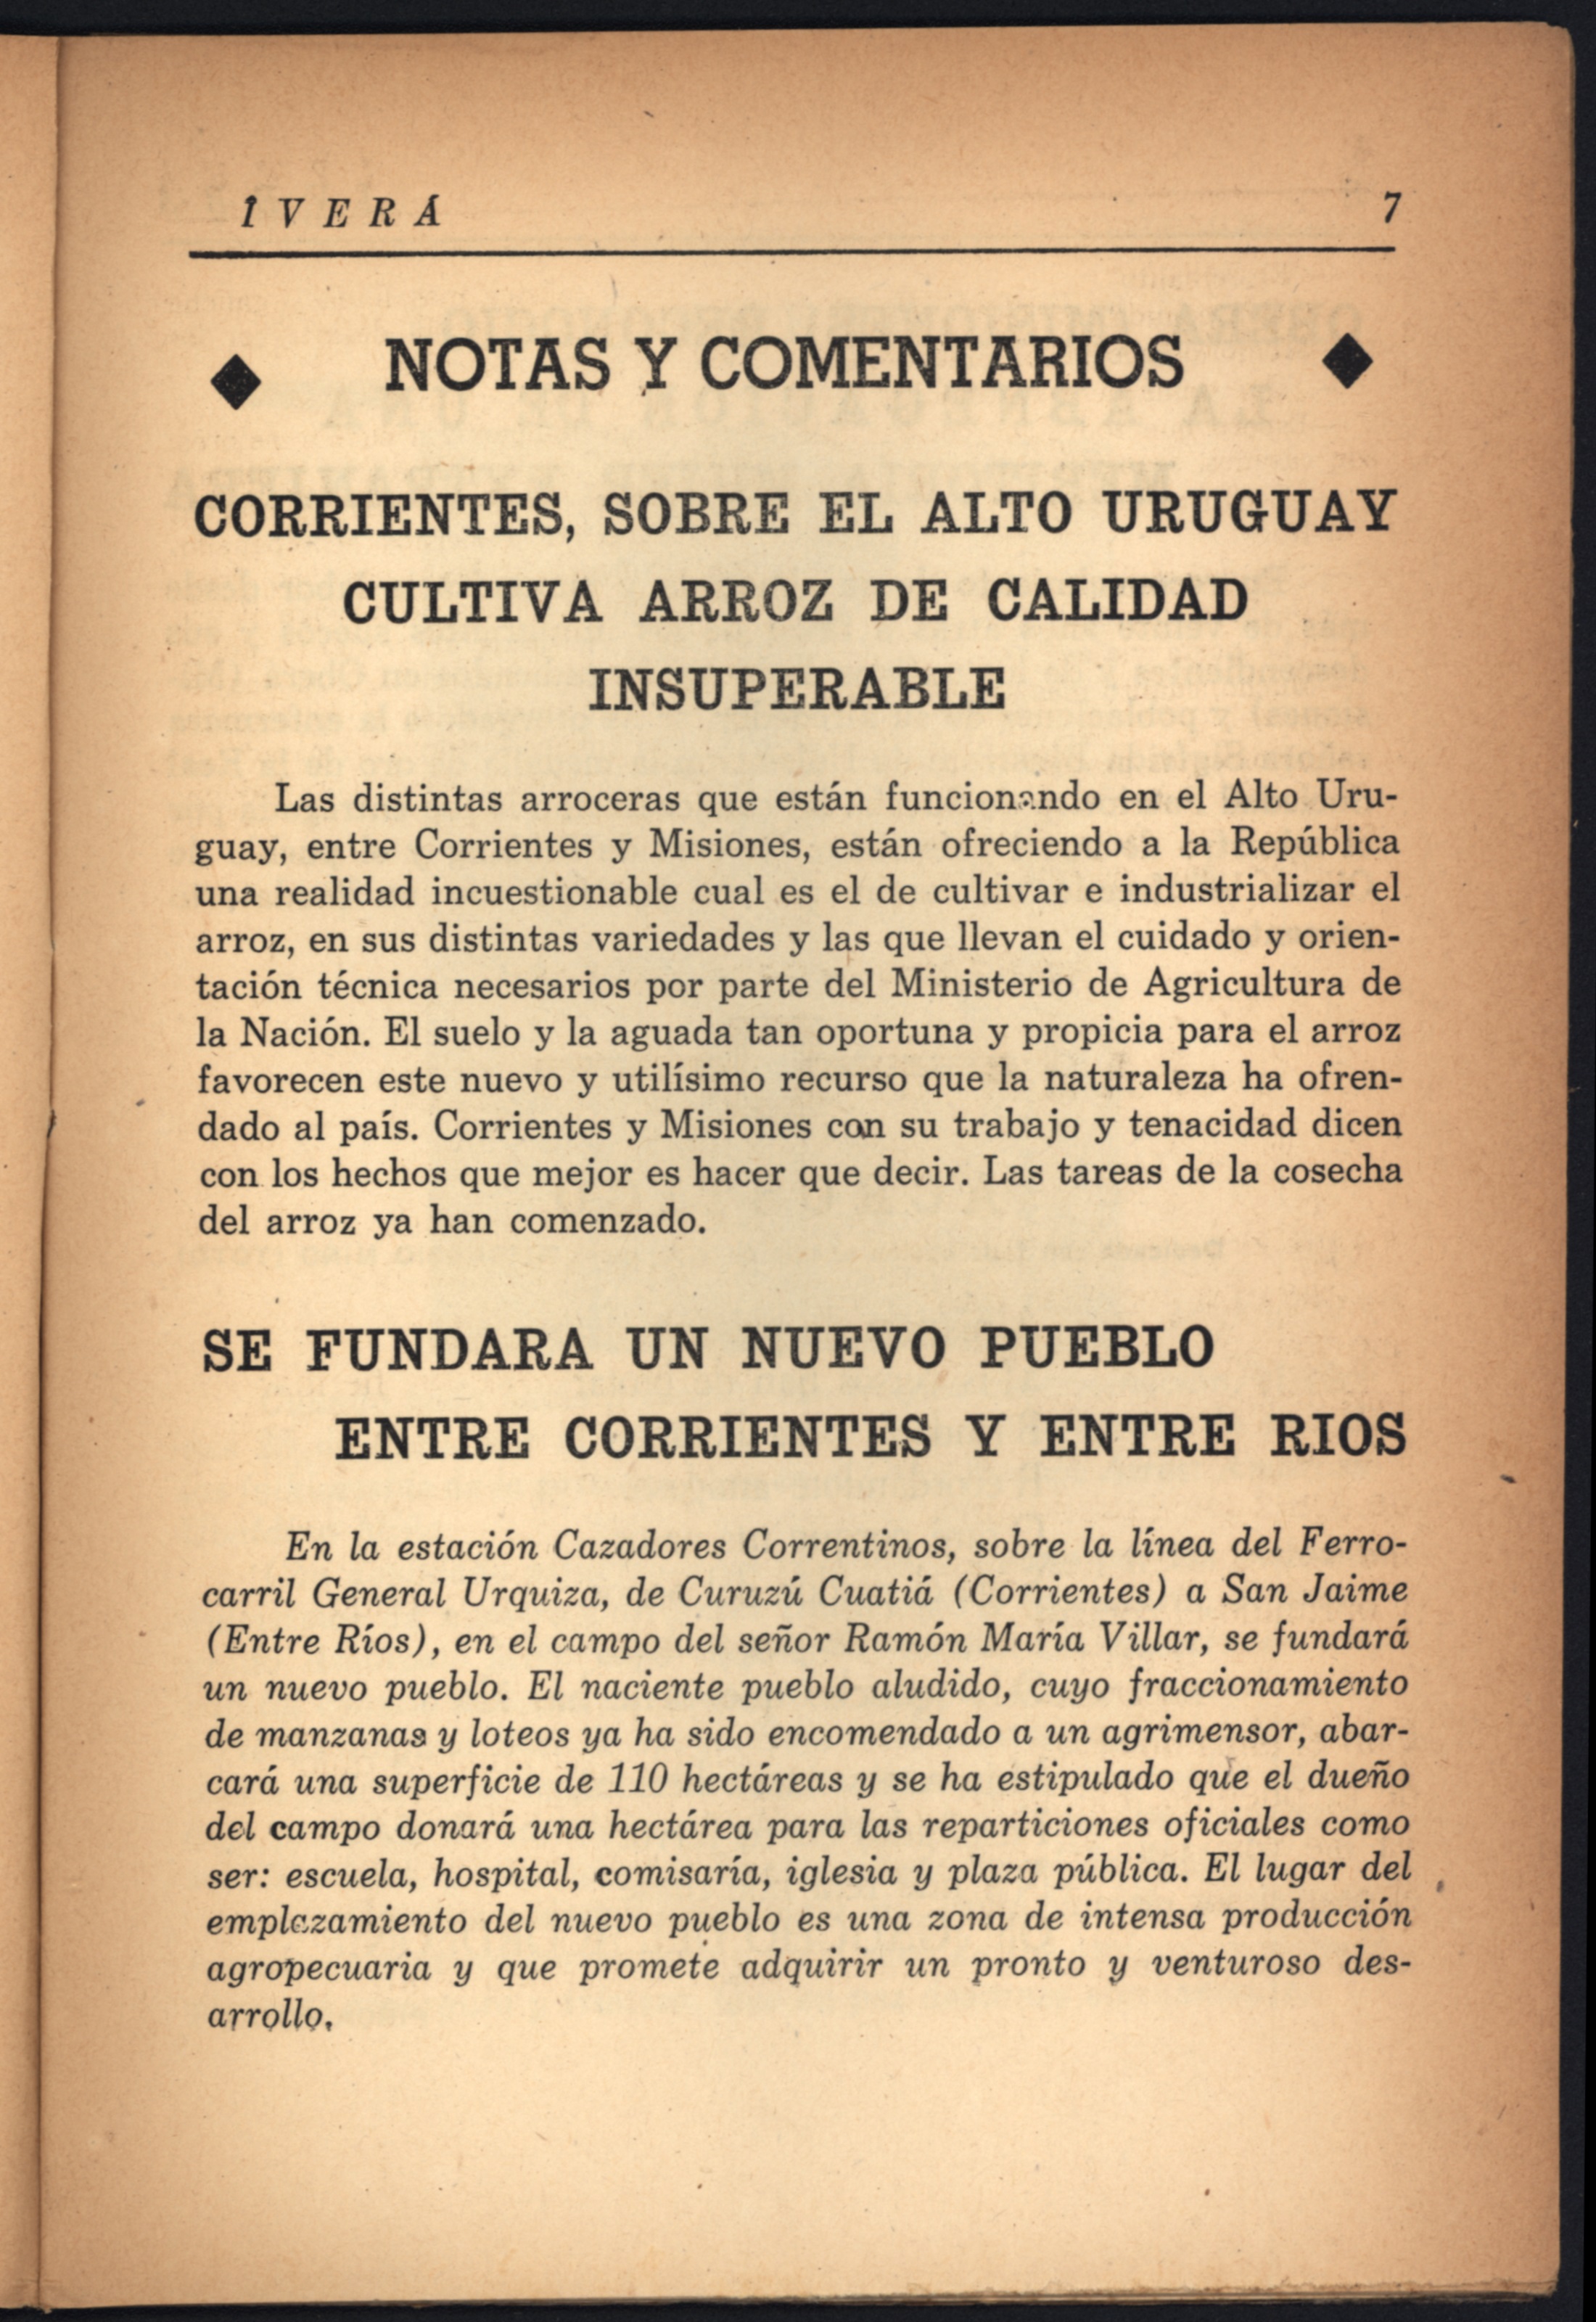 Î V E R Á 7
◆ NOTAS Y COMENTARIOS ◆
CORRIENTES, SOBRE EL ALTO URUGUAY
CULTIVA ARROZ DE CALIDAD
INSUPERABLE
Las distintas arroceras que están funcionando en el Alto Uru-
guay, entre Corrientes y Misiones, están ofreciendo a la República
una realidad incuestionable cual es el de cultivar e industrializar el
arroz, en sus distintas variedades y las que llevan el cuidado y orien-
tación técnica necesarios por parte del Ministerio de Agricultura de
la Nación. El suelo y la aguada tan oportuna y propicia para el arroz
favorecen este nuevo y utilísimo recurso que la naturaleza ha ofren-
dado al país. Corrientes y Misiones con su trabajo y tenacidad dicen
con los hechos que mejor es hacer que decir. Las tareas de la cosecha
del arroz ya han comenzado.
SE FUNDARA UN NUEVO PUEBLO
ENTRE CORRIENTES Y ENTRE RIOS
En la estación Cazadores Correntinos, sobre la línea del Ferro-
carril General Urquiza, de Curuzú Cuatiá (Corrientes) a San Jaime
(Entre Ríos), en el campo del señor Ramón María Villar, se fundará
un nuevo pueblo. El naciente pueblo aludido, cuyo fraccionamiento
de manzanas y loteos ya ha sido encomendado a un agrimensor, abar-
cará una superficie de 110 hectáreas y se ha estipulado que el dueño
del campo donará una hectárea para las reparticiones oficiales como
ser: escuela, hospital, comisaría, iglesia y plaza pública. El lugar del
emplazamiento del nuevo pueblo es una zona de intensa producción
agropecuaria y que promete adquirir un pronto y venturoso des-
arrollo.